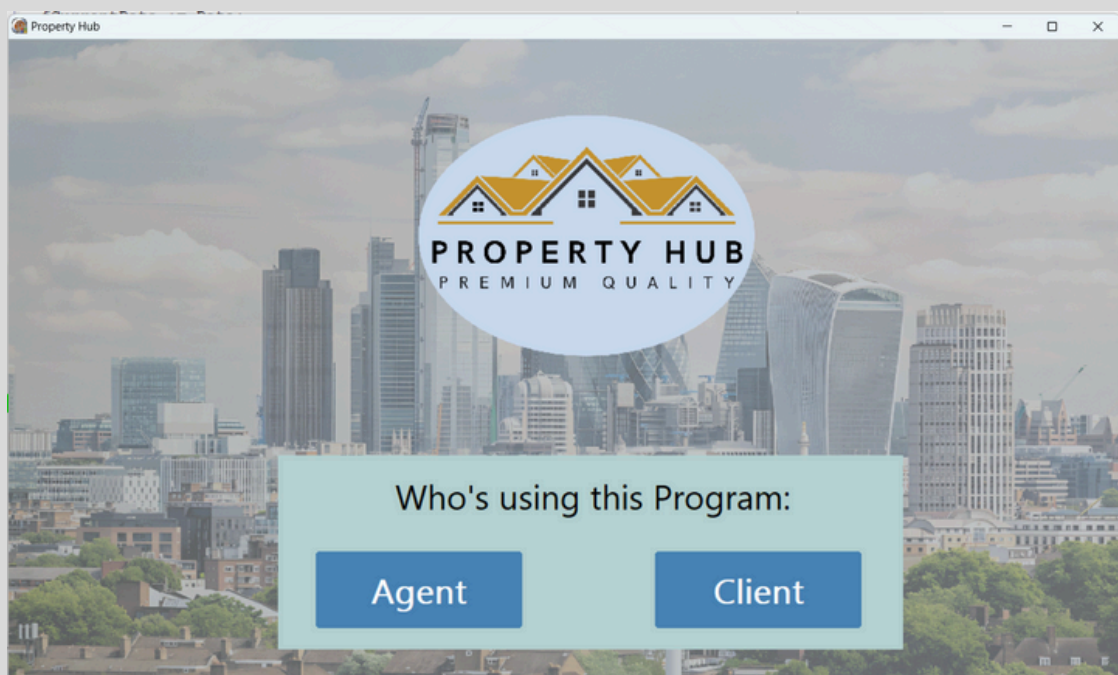 Property Hub
PROPERTY HUB
PREMIUM QUALITY
Who's using this Program:
Agent
Client